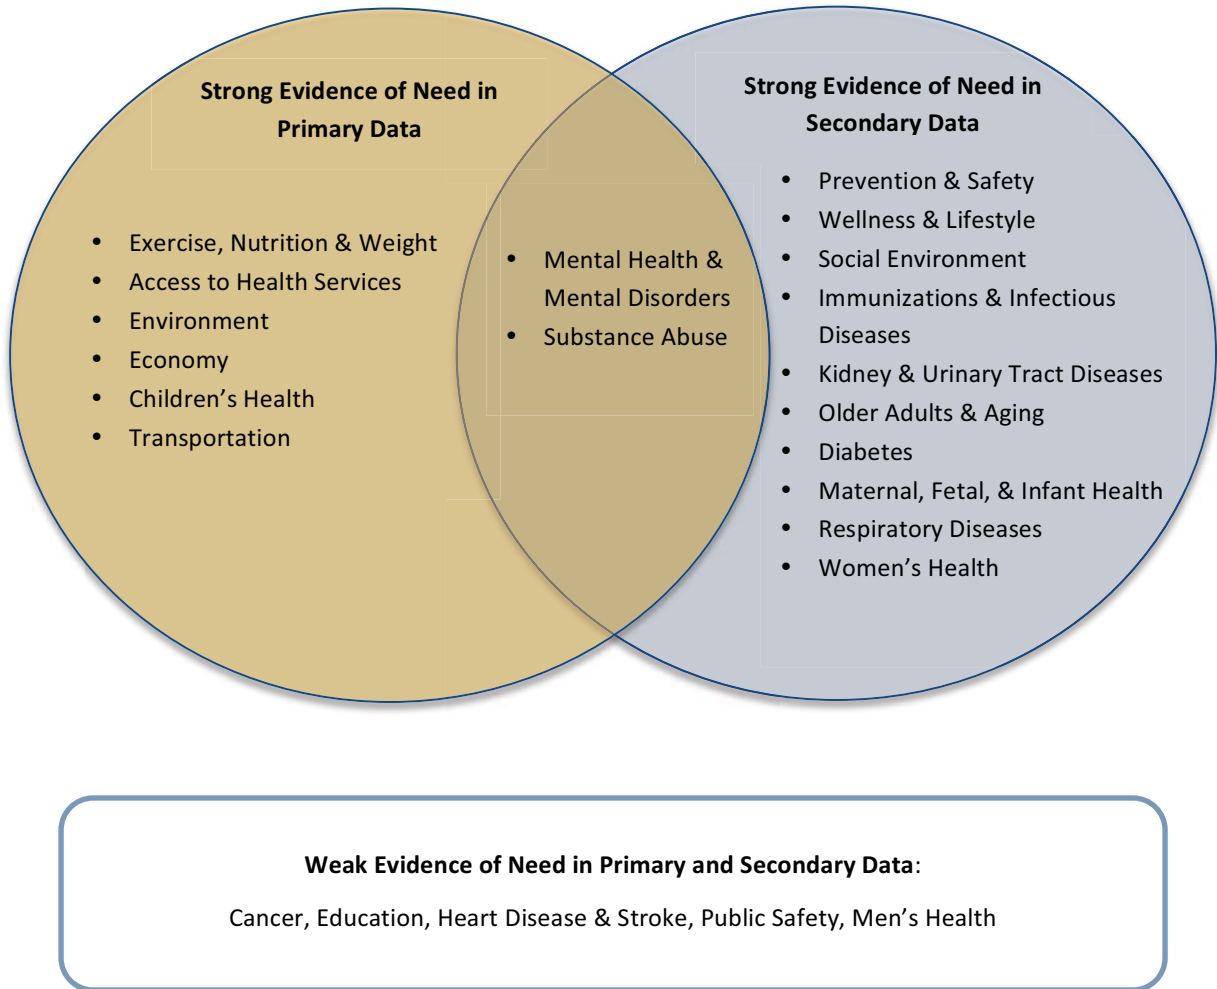 Strong Evidence of Need in
Primary Data
• Exercise, Nutrition & Weight
• Access to Health Services
• Environment
• Economy
• Children’s Health
• Transportation
• Mental Health &
Mental Disorders
• Substance Abuse
Strong Evidence of Need in
Secondary Data
• Prevention & Safety
• Wellness & Lifestyle
• Social Environment
• Immunizations & Infectious
Diseases
• Kidney & Urinary Tract Diseases
• Older Adults & Aging
• Diabetes
• Maternal, Fetal, & Infant Health
• Respiratory Diseases
• Women’s Health
Weak Evidence of Need in Primary and Secondary Data:
Cancer, Education, Heart Disease & Stroke, Public Safety, Men’s Health